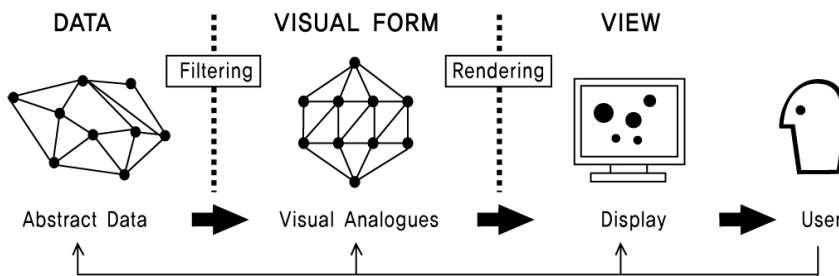 DATA
VISUAL FORM
VIEW
Filtering
Rendering
Abstract Data
Visual Analogues
Display
User